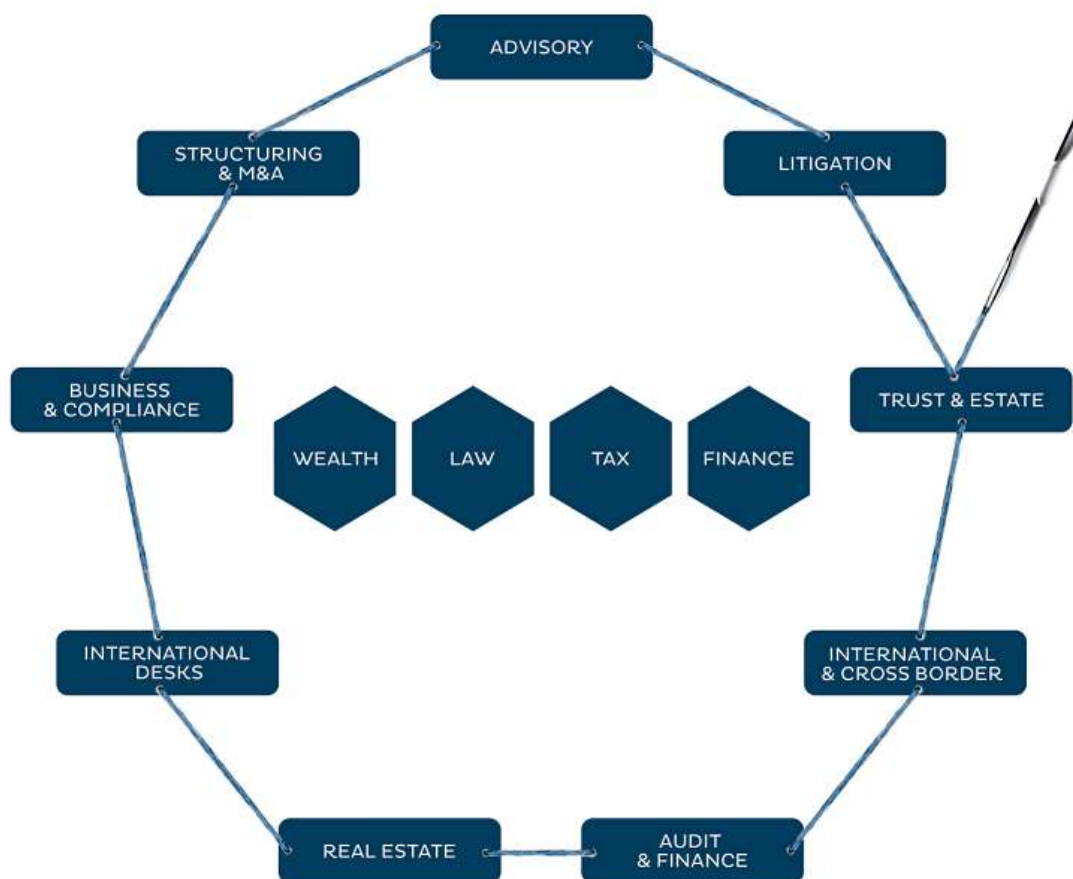 ADVISORY
STRUCTURING
& M&A
LITIGATION
BUSINESS
& COMPLIANCE
WEALTH
LAW
TAX
FINANCE
TRUST & ESTATE
INTERNATIONAL
DESKS
INTERNATIONAL
& CROSS BORDER
REAL ESTATE
AUDIT
& FINANCE